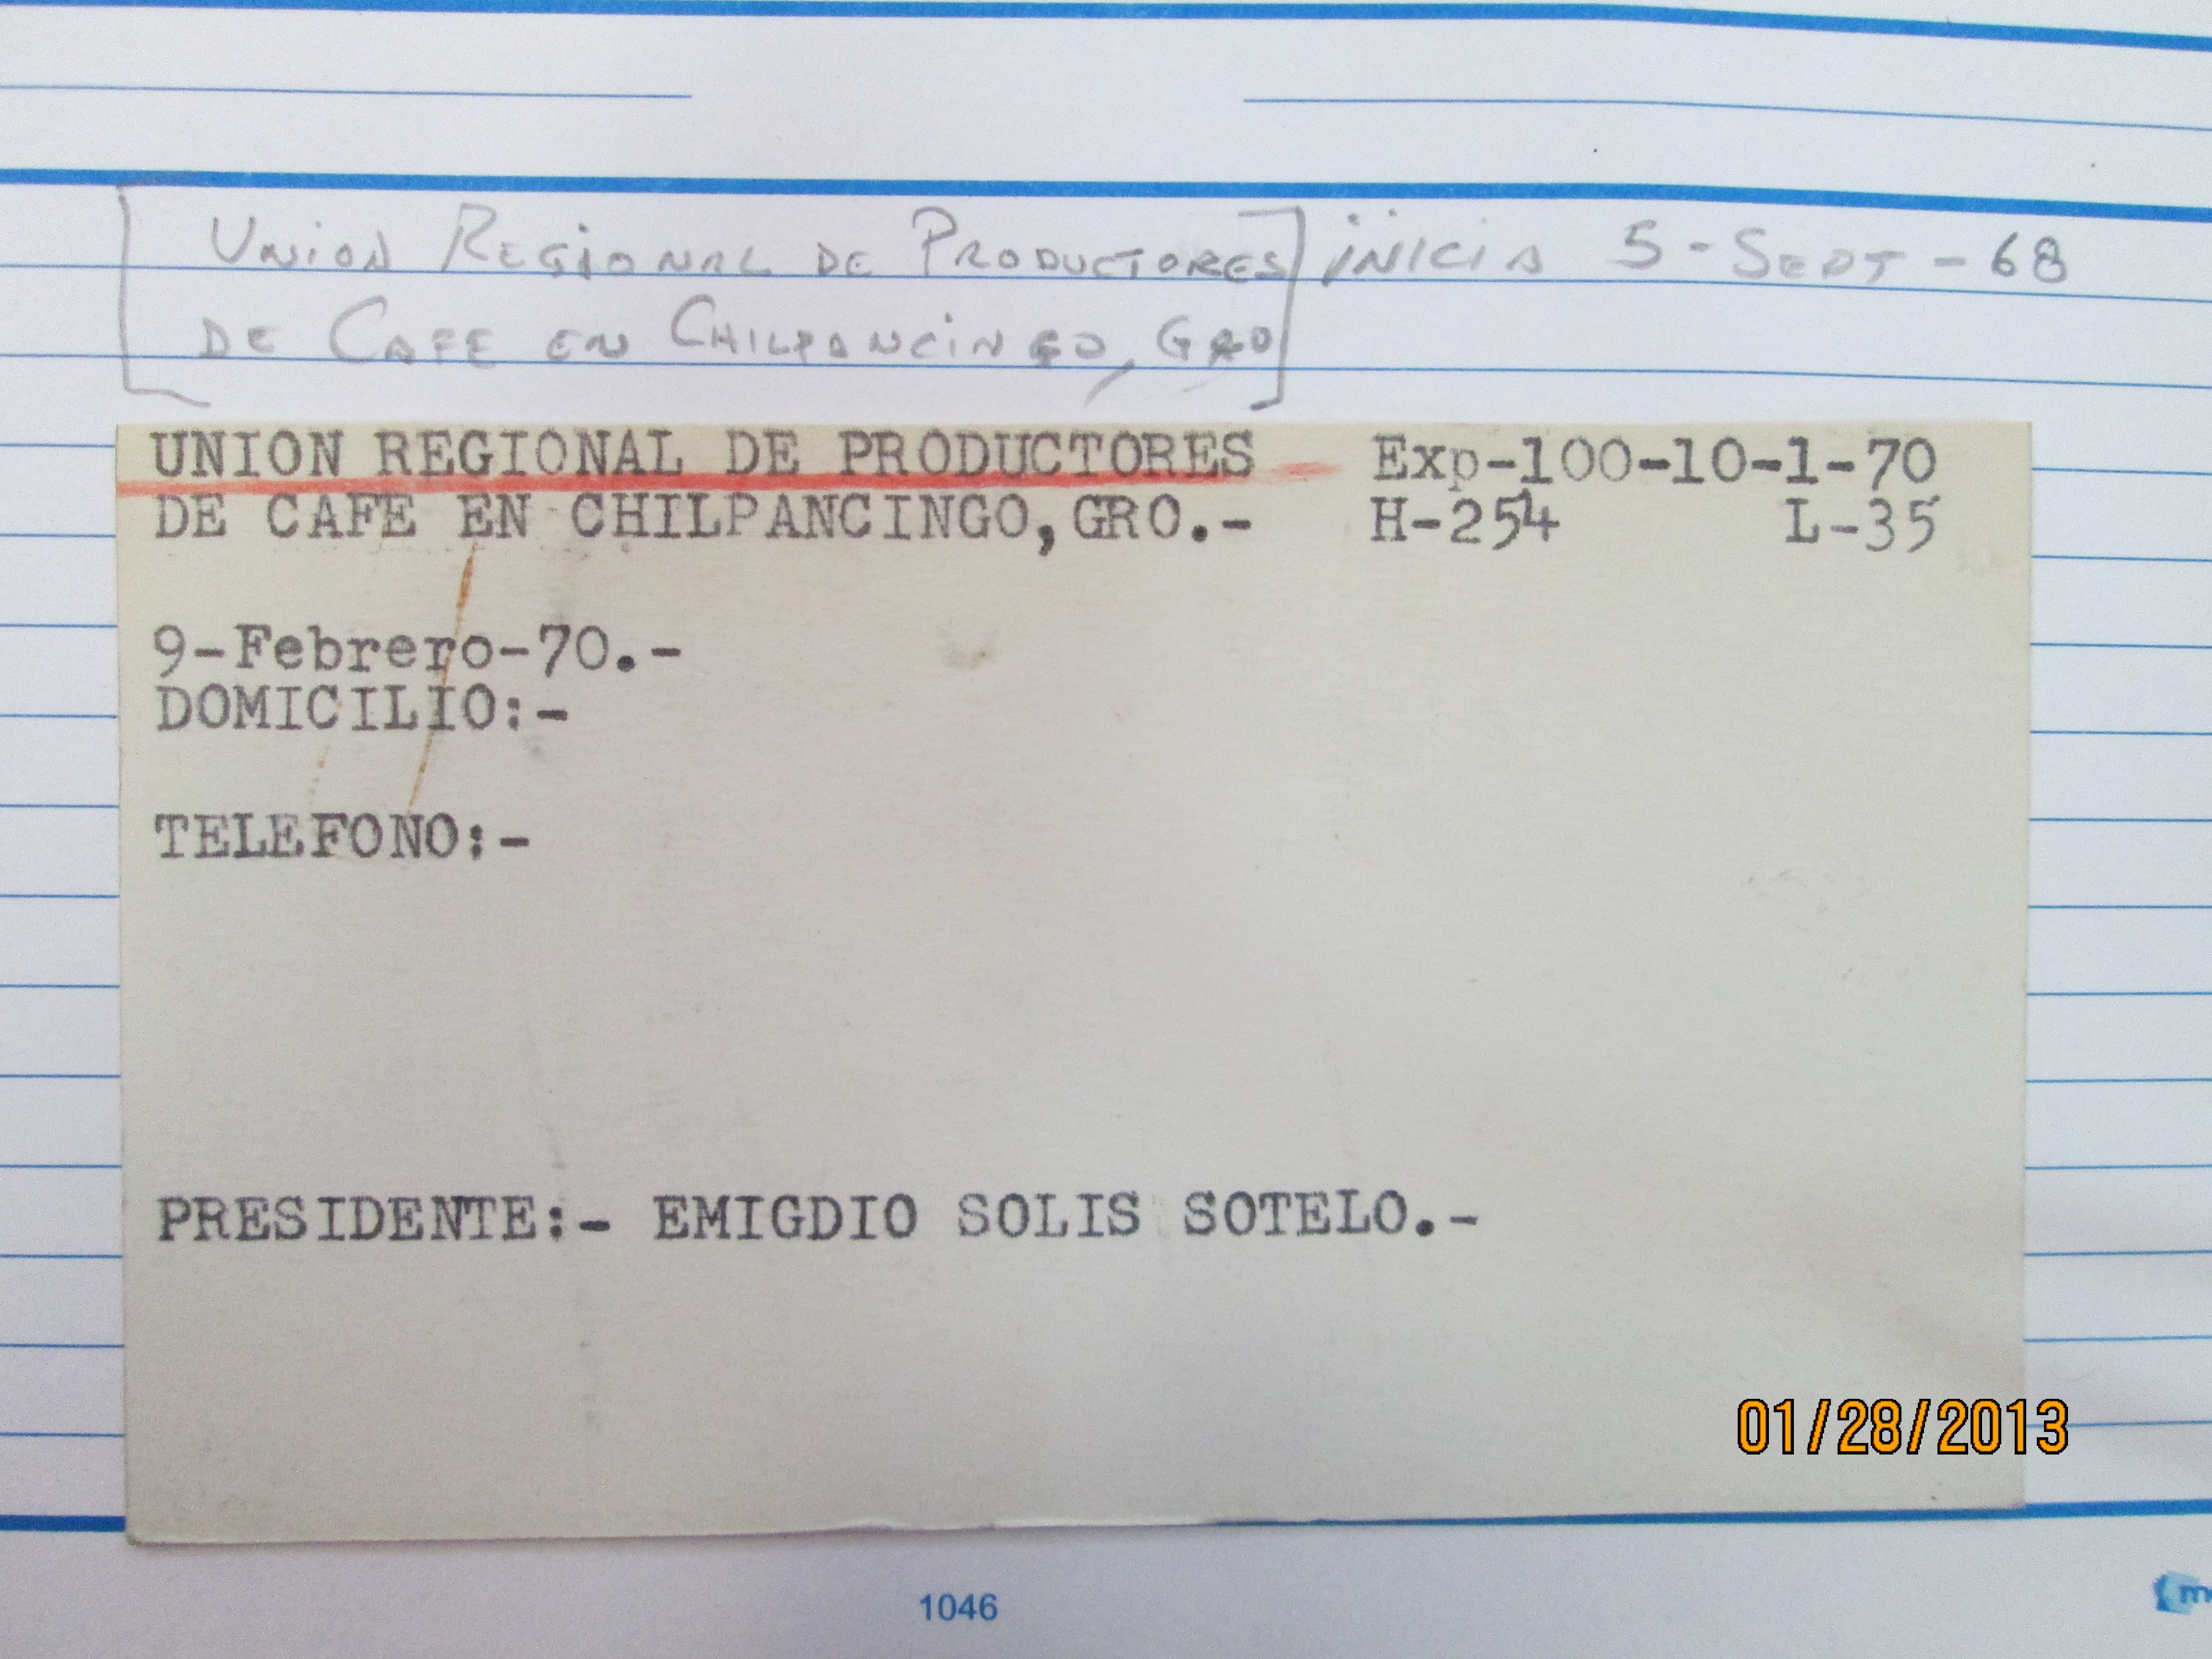 Union Regional de Productores inicia 5-Sept-68
de Cafe en Chilpancingo, Gro
UNION REGIONAL DE PRODUCTORES Exp-100-10-1-70
DE CAFE EN CHILPANCINGO,GRO.- H-254 L-35
9-Febrero-70.-
DOMICILIO:-
TELEFONO:-
PRESIDENTE:- EMIGDIO SOLIS SOTELO.-
01/28/2013
1046